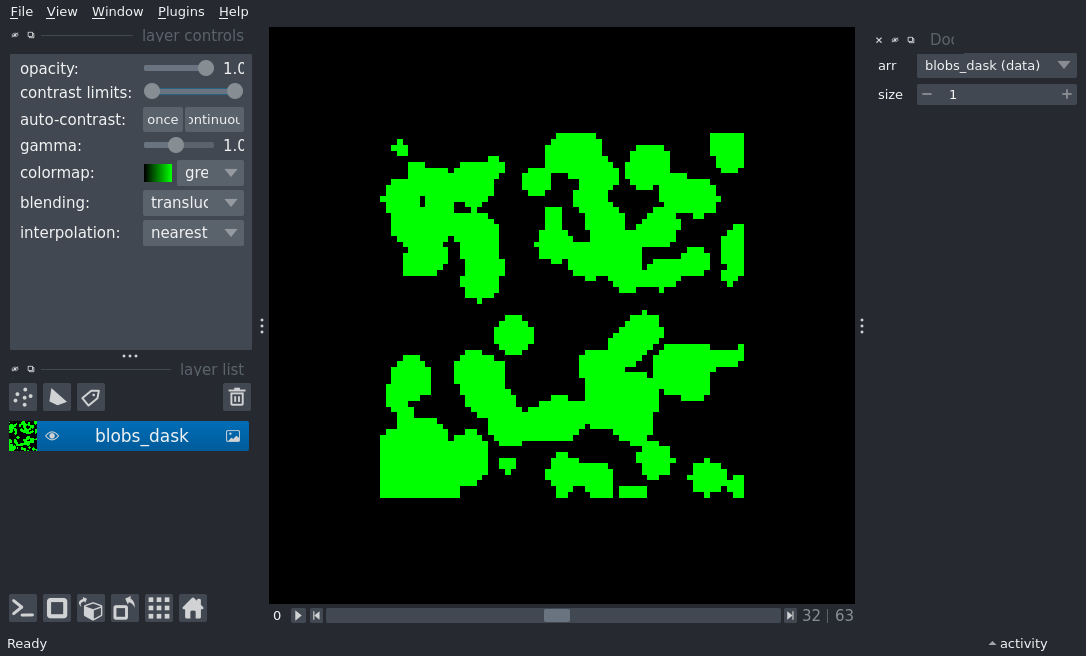 File View Window Plugins Help
layer controls
opacity: 1.0
contrast limits:
auto-contrast: once ontinuou
gamma: 1.0
colormap: gre
blending: transluc
interpolation: nearest
layer list
blobs_dask
0 32 | 63
Ready
Doc
arr blobs_dask (data)
size 1
activity